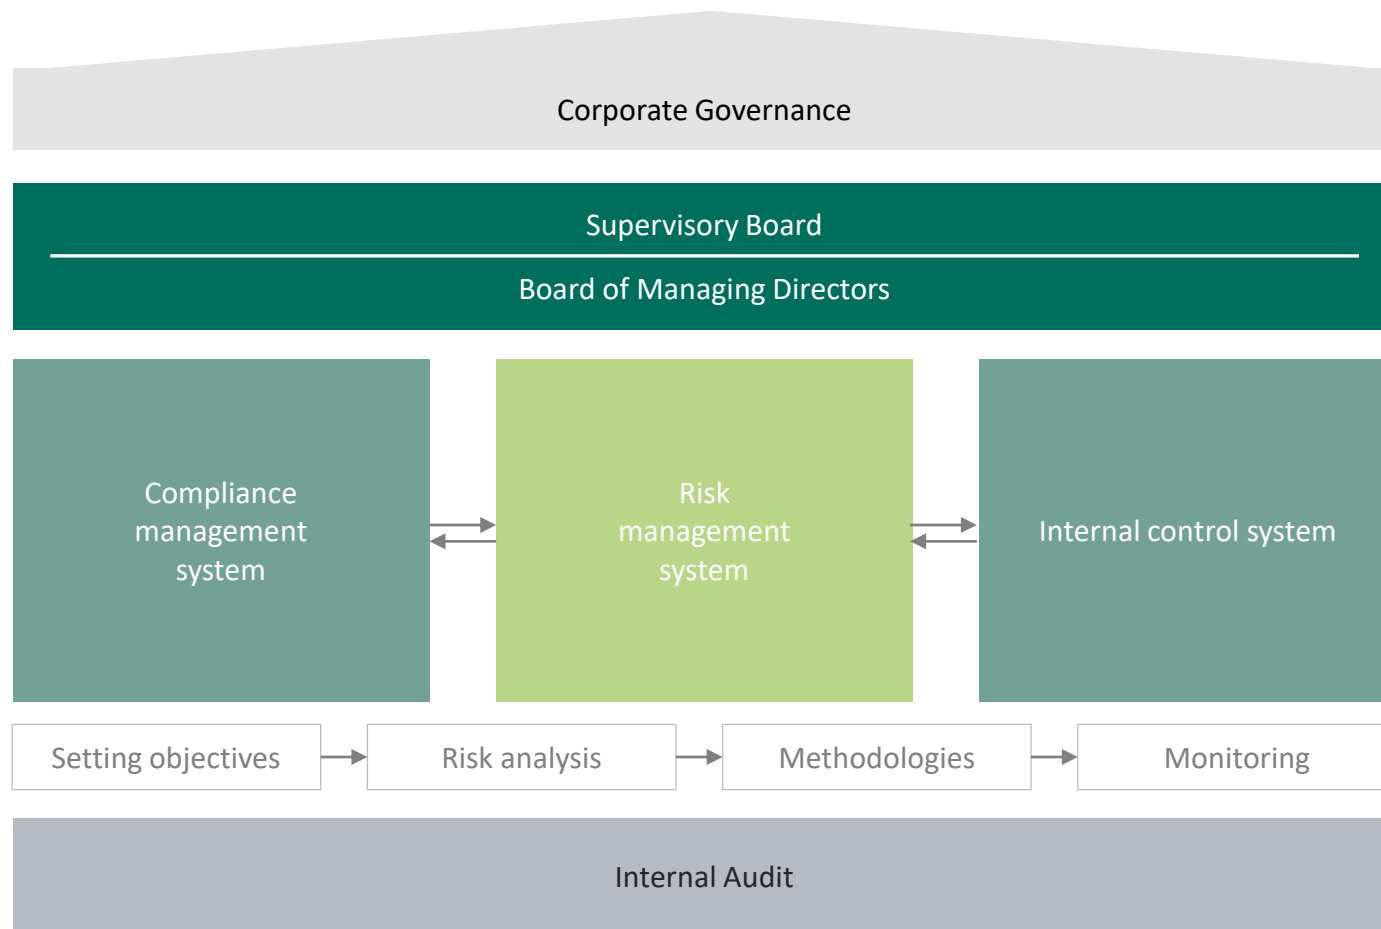 Corporate Governance
Supervisory Board
Board of Managing Directors
Compliance
management
system
Risk
management
system
Internal control system
Setting objectives
Risk analysis
Methodologies
Monitoring
Internal Audit